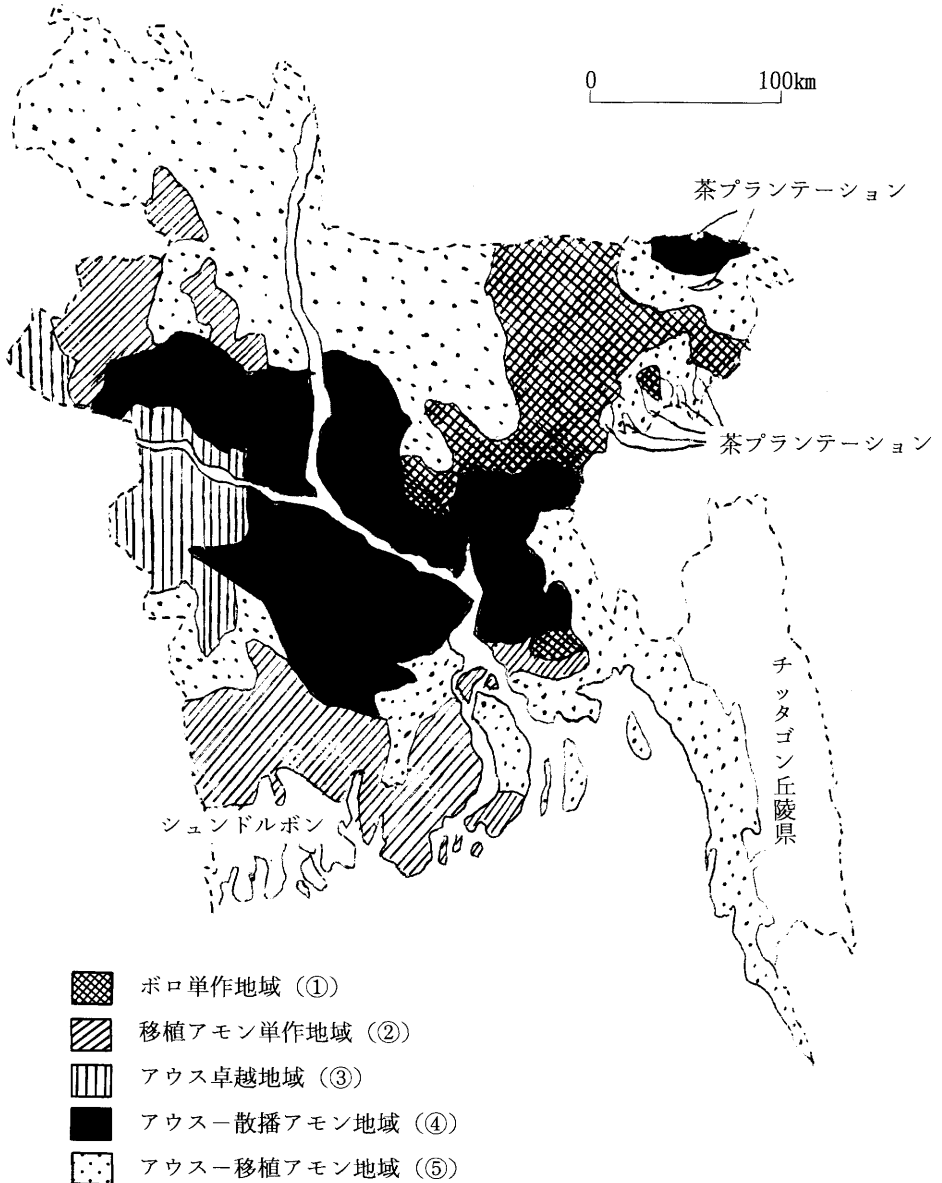 0 100km
茶プランテーション
茶プランテーション
チッタゴン丘陵県
シュンドルボン
ボロ単作地域（①）
移植アモン単作地域（②）
アウス卓越地域（③）
アウス－散播アモン地域（④）
アウス－移植アモン地域（⑤）